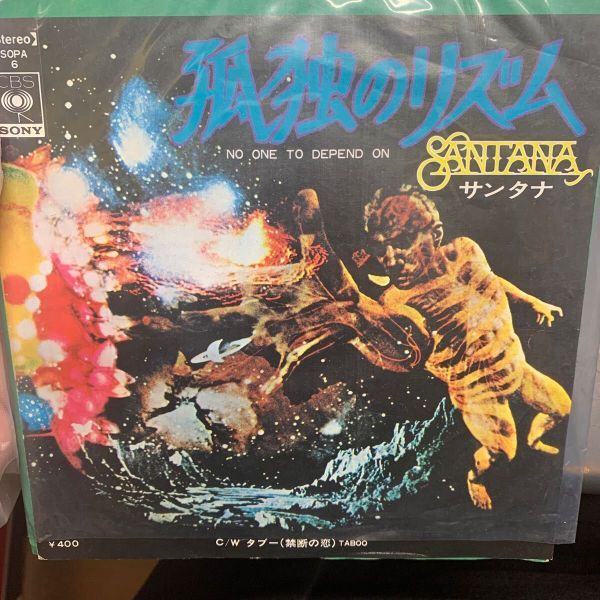 Stereo
SOPA
6
CBS
SONY
孤独のリズム
NO ONE TO DEPEND ON
SANTANA
サンタナ
¥400
C/W タブー(禁断の恋) TABOO